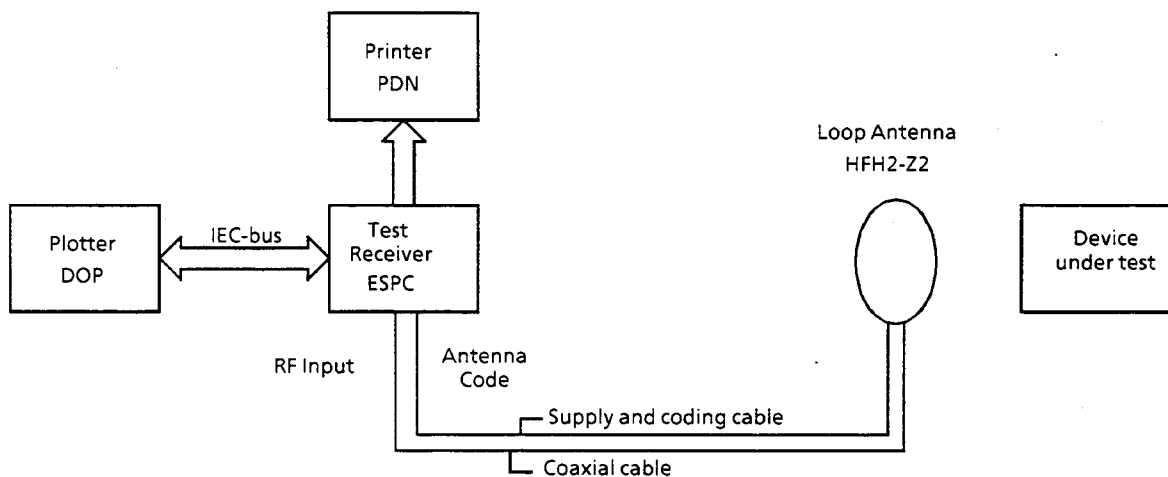 Printer
PDN
Loop Antenna
HFH2-Z2
Plotter
DOP
IEC-bus
Test
Receiver
ESPC
Device
under test
RF Input
Antenna
Code
Supply and coding cable
Coaxial cable